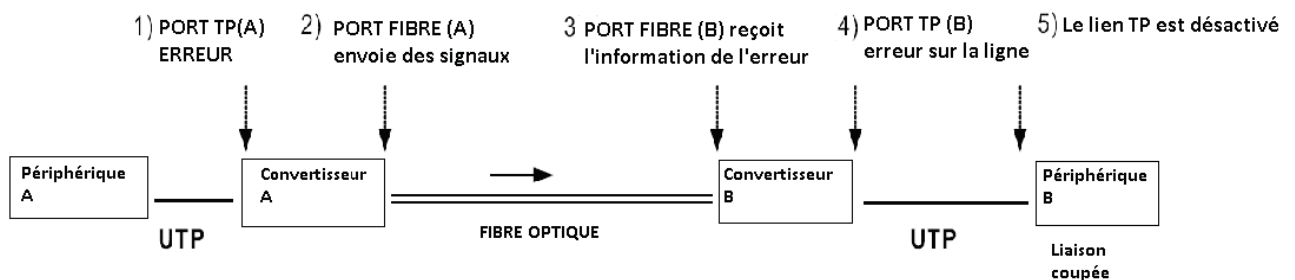 1) PORT TP(A)
ERREUR
2) PORT FIBRE (A)
envoie des signaux
3 PORT FIBRE (B) reçoit
l'information de l'erreur
4) PORT TP (B)
erreur sur la ligne
5) Le lien TP est désactivé
Périphérique
A
Convertisseur
A
Convertisseur
B
Périphérique
B
UTP
FIBRE OPTIQUE
UTP
Liaison
coupée